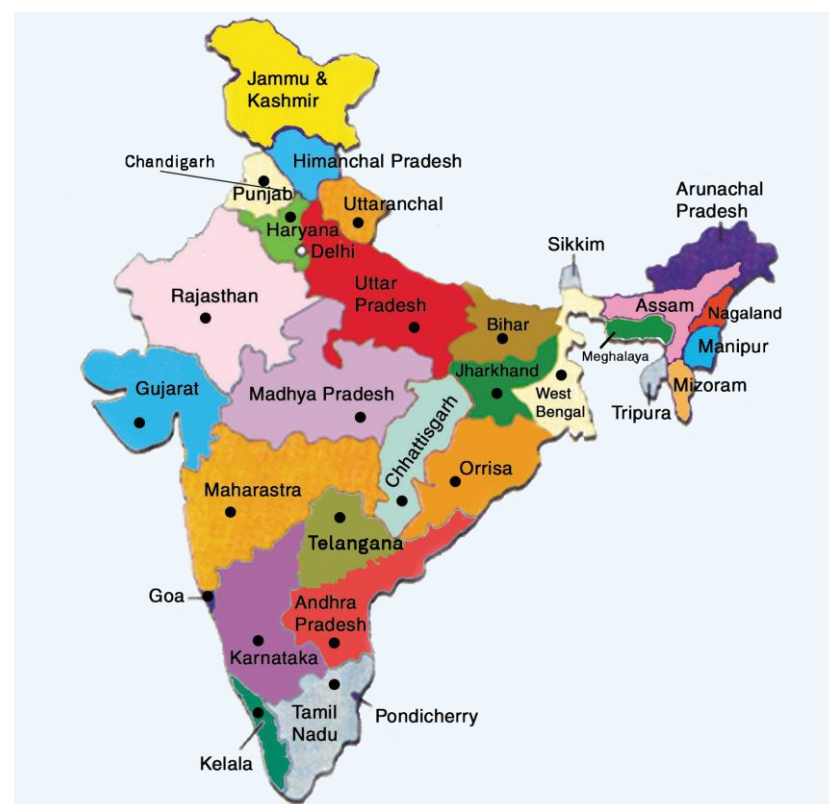 Jammu &
Kashmir
Chandigarh
Himanchal Pradesh
Punjab
Uttaranchal
Arunachal
Pradesh
Haryana
Delhi
Sikkim
Uttar
Pradesh
Rajasthan
Assam
Nagaland
Bihar
Meghalaya
Manipur
Jharkhand
Gujarat
Madhya Pradesh
West
Bengal
Mizoram
Tripura
Chhattisgarh
Orrisa
Maharastra
Telangana
Goa
Andhra
Pradesh
Karnataka
Tamil
Nadu
Pondicherry
Kelala